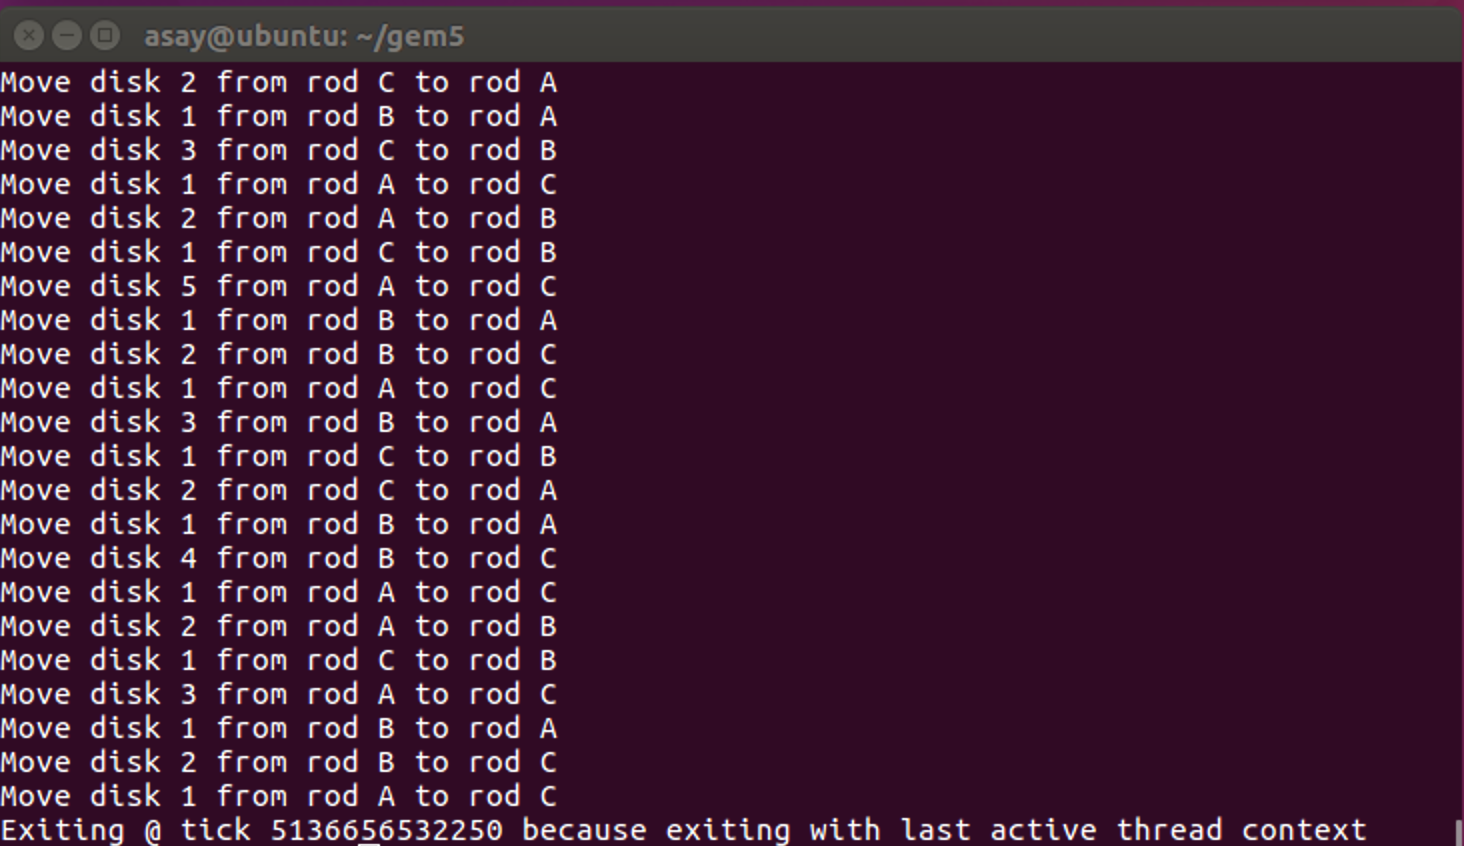 asay@ubuntu: ~/gem5
Move disk 2 from rod C to rod A
Move disk 1 from rod B to rod A
Move disk 3 from rod C to rod B
Move disk 1 from rod A to rod C
Move disk 2 from rod A to rod B
Move disk 1 from rod C to rod B
Move disk 5 from rod A to rod C
Move disk 1 from rod B to rod A
Move disk 2 from rod B to rod C
Move disk 1 from rod A to rod C
Move disk 3 from rod B to rod A
Move disk 1 from rod C to rod B
Move disk 2 from rod C to rod A
Move disk 1 from rod B to rod A
Move disk 4 from rod B to rod C
Move disk 1 from rod A to rod C
Move disk 2 from rod A to rod B
Move disk 1 from rod C to rod B
Move disk 3 from rod A to rod C
Move disk 1 from rod B to rod A
Move disk 2 from rod B to rod C
Move disk 1 from rod A to rod C
Exiting @ tick 5136656532250 because exiting with last active thread context